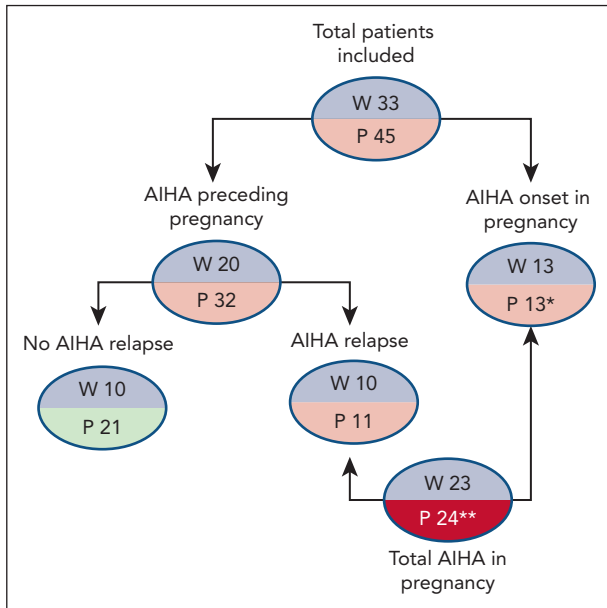 Total patients
included
W 33
P 45
AIHA preceding
pregnancy
W 20
P 32
AIHA onset in
pregnancy
W 13
P 13*
No AIHA relapse
W 10
P 21
AIHA relapse
W 10
P 11
W 23
P 24**
Total AIHA in
pregnancy